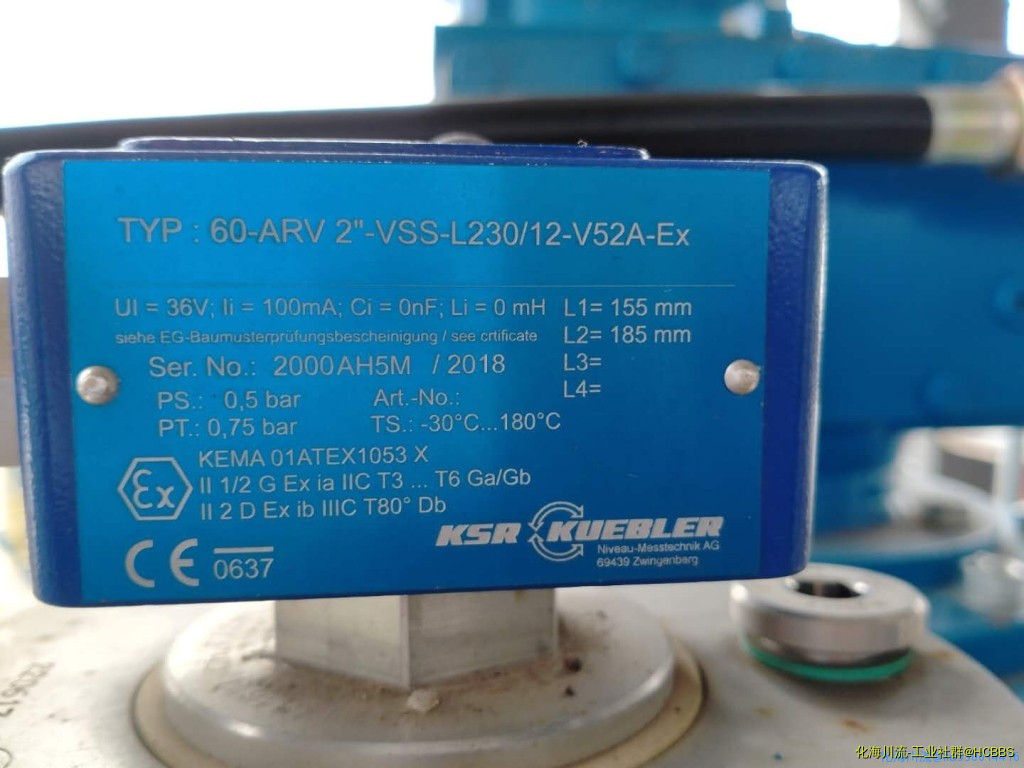 TYP : 60-ARV 2"-VSS-L230/12-V52A-Ex
UI = 36V; Ii = 100mA; Ci = 0nF; Li = 0 mH
L1= 155 mm
siehe EG-Baumusterprüfungsbescheinigung / see crtificate
L2= 185 mm
Ser. No.: 2000AH5M / 2018
L3=
L4=
PS.: 0,5 bar
Art.-No.:
PT.: 0,75 bar
TS.: -30°C...180°C
KEMA 01ATEX1053 X
Ex
II 1/2 G Ex ia IIC T3 ... T6 Ga/Gb
II 2 D Ex ib IIIC T80° Db
CE 0637
KSR KUEBLER
Niveau-Messtechnik AG
69439 Zwingenberg
化海川流-工业社群@HCBBS